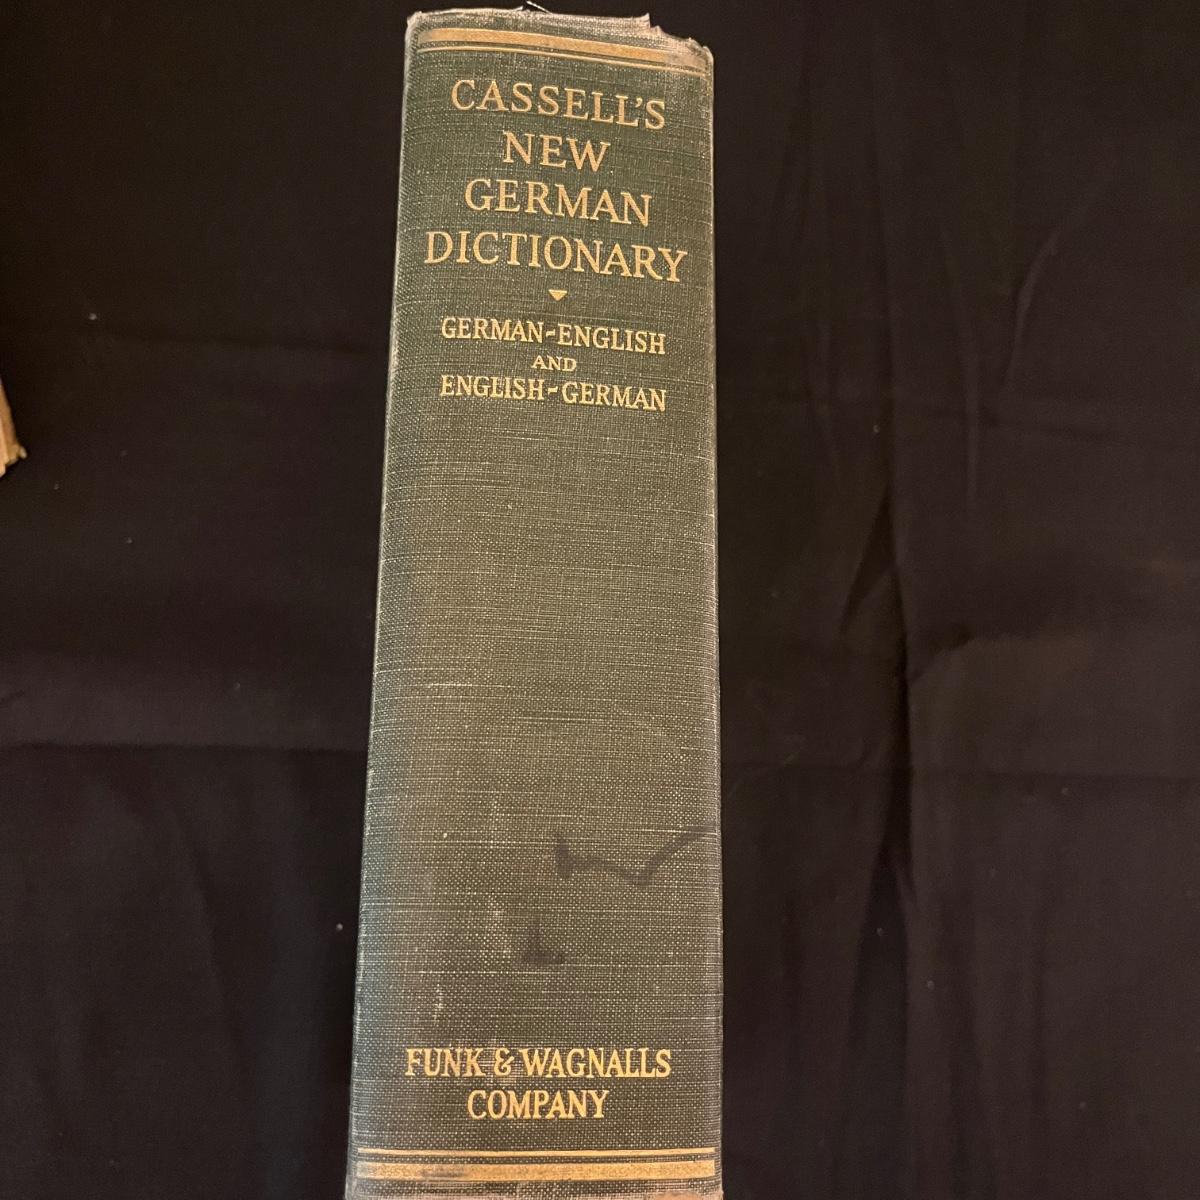 CASSELL'S
NEW
GERMAN
DICTIONARY
GERMAN-ENGLISH
AND
ENGLISH-GERMAN
FUNK & WAGNALLS
COMPANY